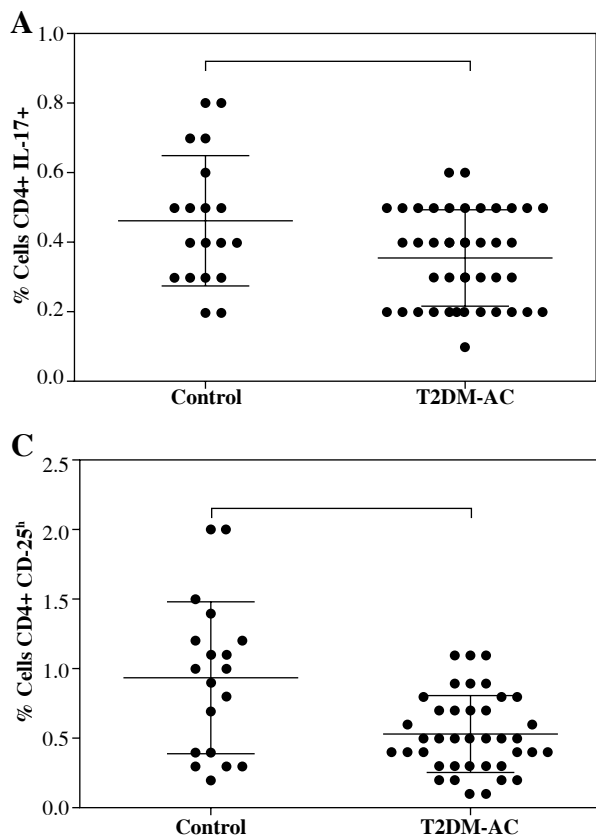 A
% Cells CD4+ IL-17+
1.0
0.8
0.6
0.4
0.2
0.0
Control
T2DM-AC
C
% Cells CD4+ CD-25ʰ
2.5
2.0
1.5
1.0
0.5
0.0
Control
T2DM-AC